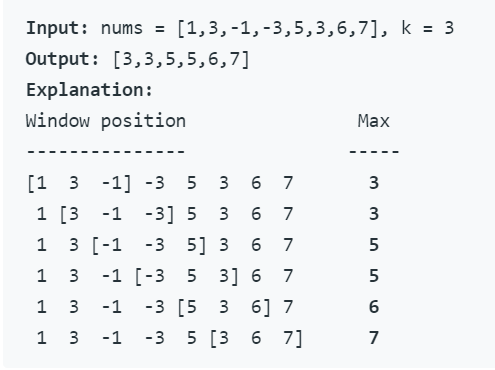 Input: nums = [1,3,-1,-3,5,3,6,7], k = 3
Output: [3,3,5,5,6,7]
Explanation:
Window position                Max
---------------               -----
[1  3  -1] -3  5  3  6  7       3
 1 [3  -1  -3] 5  3  6  7       3
 1  3 [-1  -3  5] 3  6  7       5
 1  3  -1 [-3  5  3] 6  7       5
 1  3  -1  -3 [5  3  6] 7       6
 1  3  -1  -3  5 [3  6  7]      7